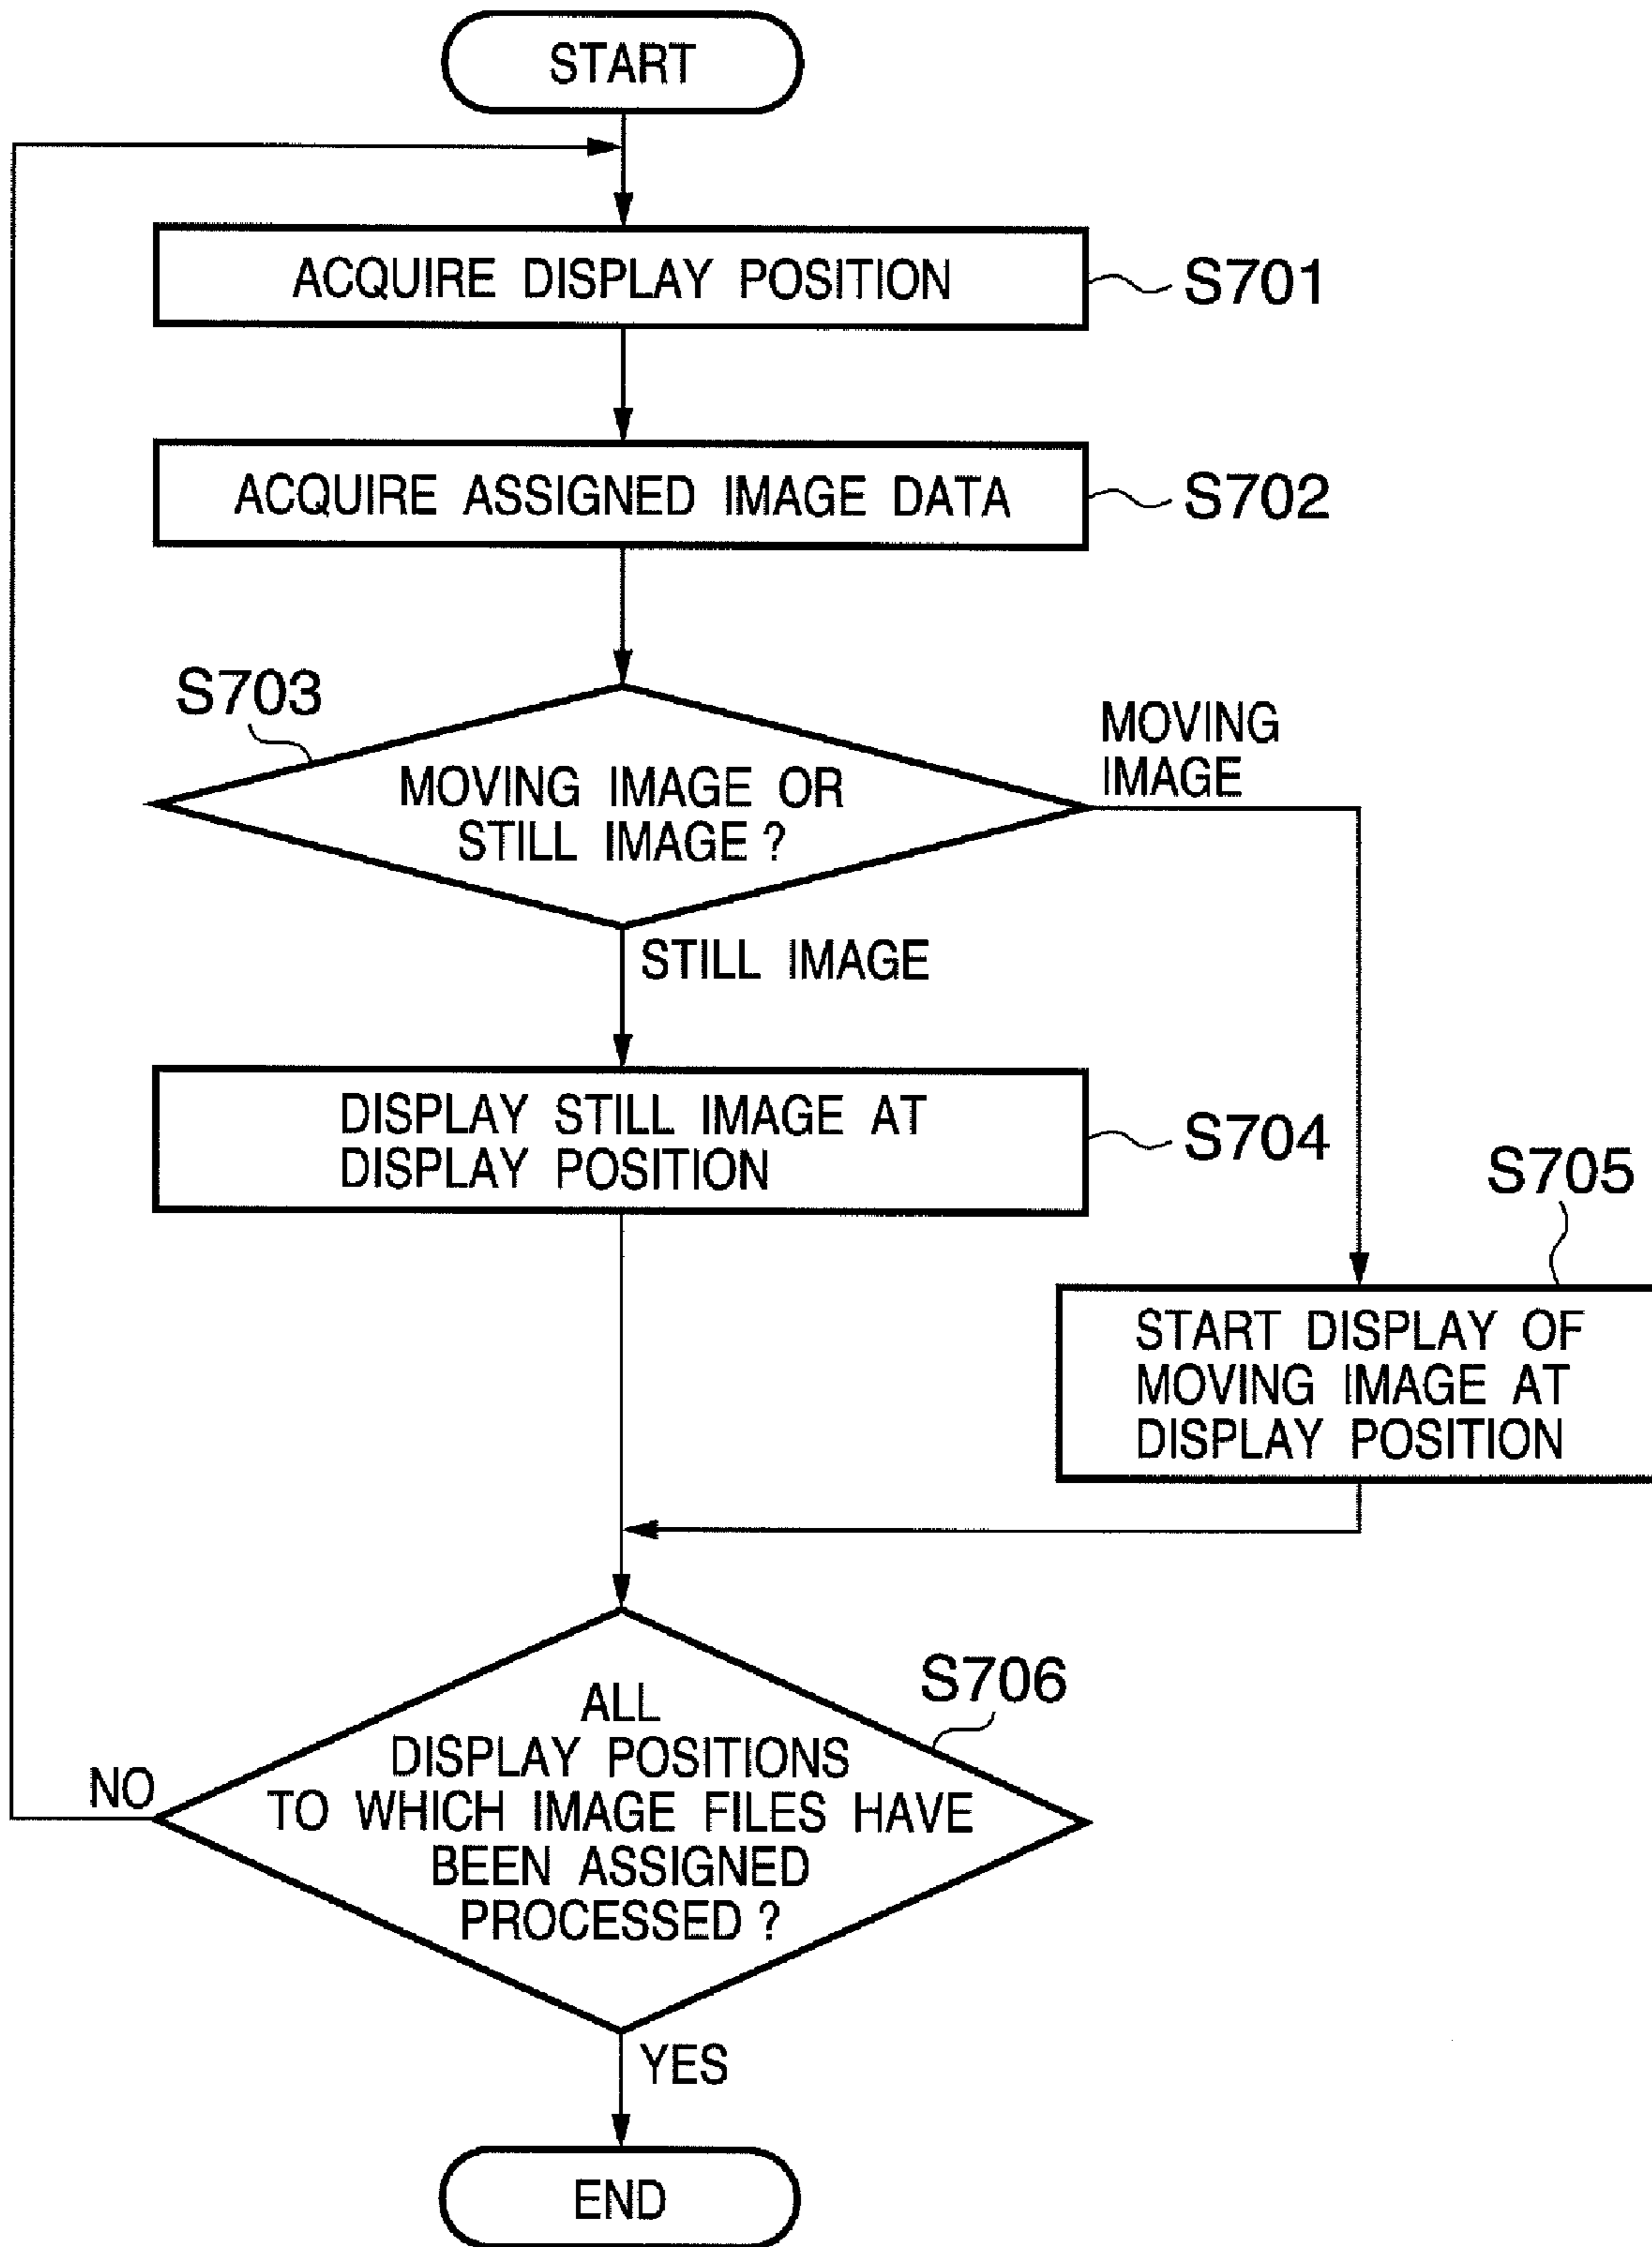 START
ACQUIRE DISPLAY POSITION
S701
ACQUIRE ASSIGNED IMAGE DATA
S702
S703
MOVING IMAGE OR
STILL IMAGE ?
MOVING
IMAGE
STILL IMAGE
DISPLAY STILL IMAGE AT
DISPLAY POSITION
S704
S705
START DISPLAY OF
MOVING IMAGE AT
DISPLAY POSITION
S706
ALL
DISPLAY POSITIONS
TO WHICH IMAGE FILES HAVE
BEEN ASSIGNED
PROCESSED ?
NO
YES
END